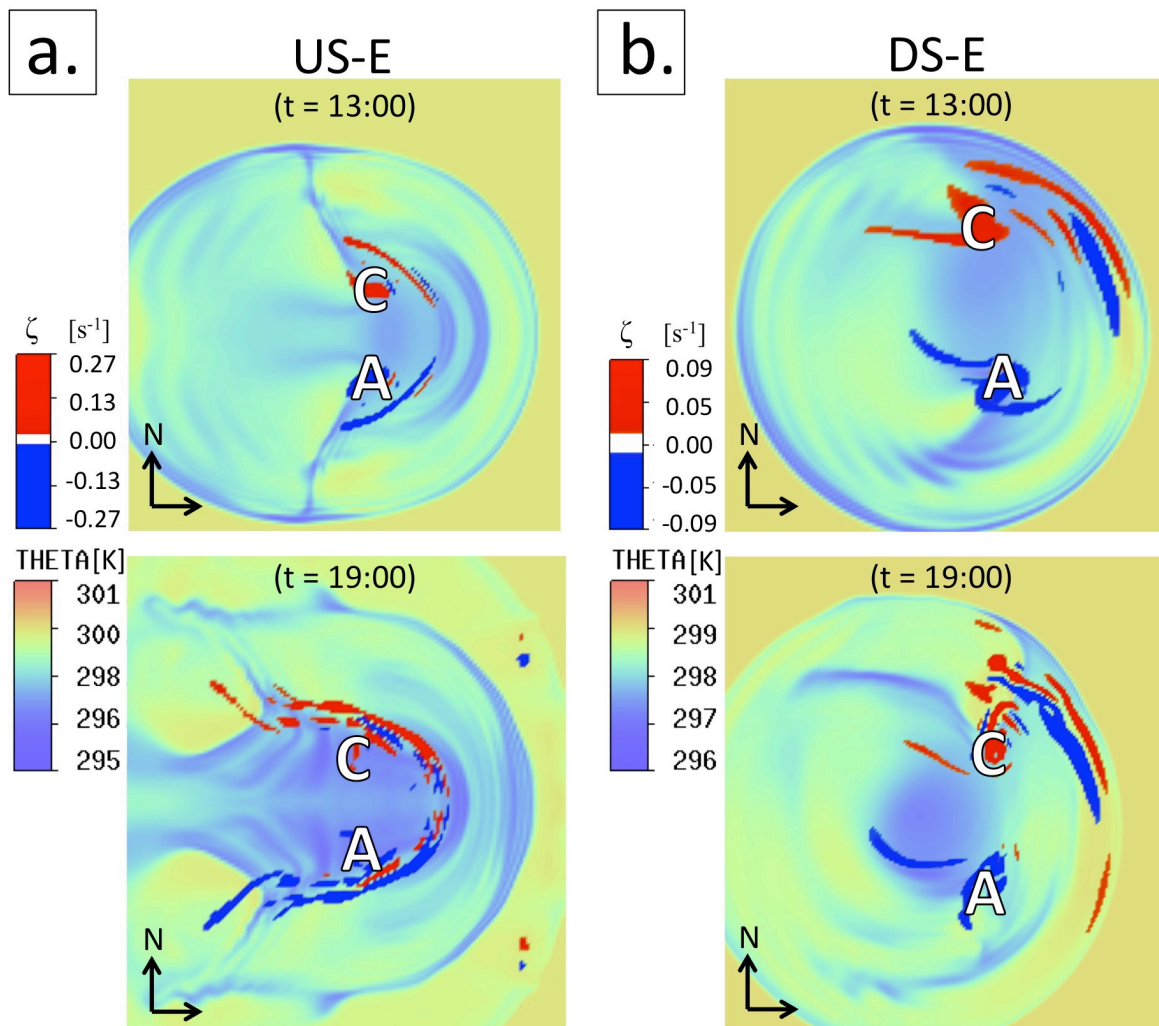 a.
US-E
(t = 13:00)
C
A
ζ [s-1]
0.27
0.13
0.00
-0.13
-0.27
N
b.
DS-E
(t = 13:00)
C
A
ζ [s-1]
0.09
0.05
0.00
-0.05
-0.09
N
THETA[K]
301
300
298
296
295
(t = 19:00)
C
A
N
THETA[K]
301
299
298
297
296
(t = 19:00)
C
A
N